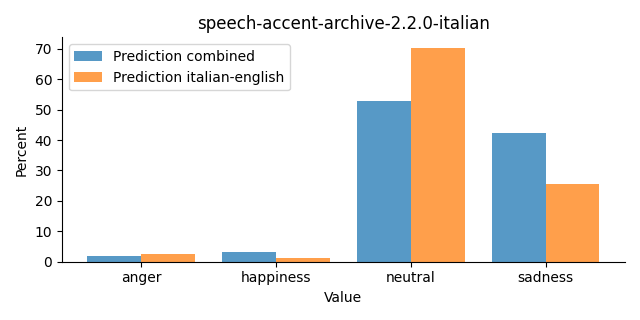 speech-accent-archive-2.2.0-italian
Prediction combined
Prediction italian-english
Percent
70
60
50
40
30
20
10
0
anger happiness neutral sadness
Value